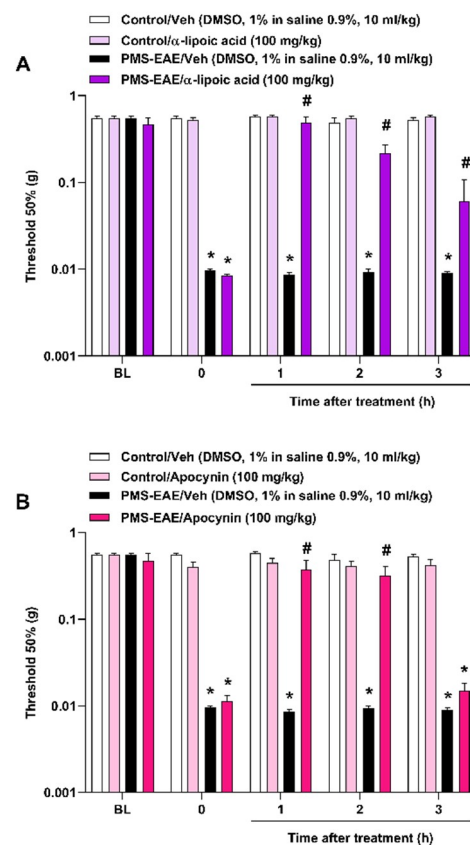 Control/Veh (DMSO, 1% in saline 0.9%, 10 ml/kg)
Control/α-lipoic acid (100 mg/kg)
PMS-EAE/Veh (DMSO, 1% in saline 0.9%, 10 ml/kg)
PMS-EAE/α-lipoic acid (100 mg/kg)
A
Threshold 50% (g)
1
0.1
0.01
0.001
* * * * *
# # #
BL 0 1 2 3
Time after treatment (h)
Control/Veh (DMSO, 1% in saline 0.9%, 10 ml/kg)
Control/Apocynin (100 mg/kg)
PMS-EAE/Veh (DMSO, 1% in saline 0.9%, 10 ml/kg)
PMS-EAE/Apocynin (100 mg/kg)
B
Threshold 50% (g)
1
0.1
0.01
0.001
# #
* * * * * *
BL 0 1 2 3
Time after treatment (h)